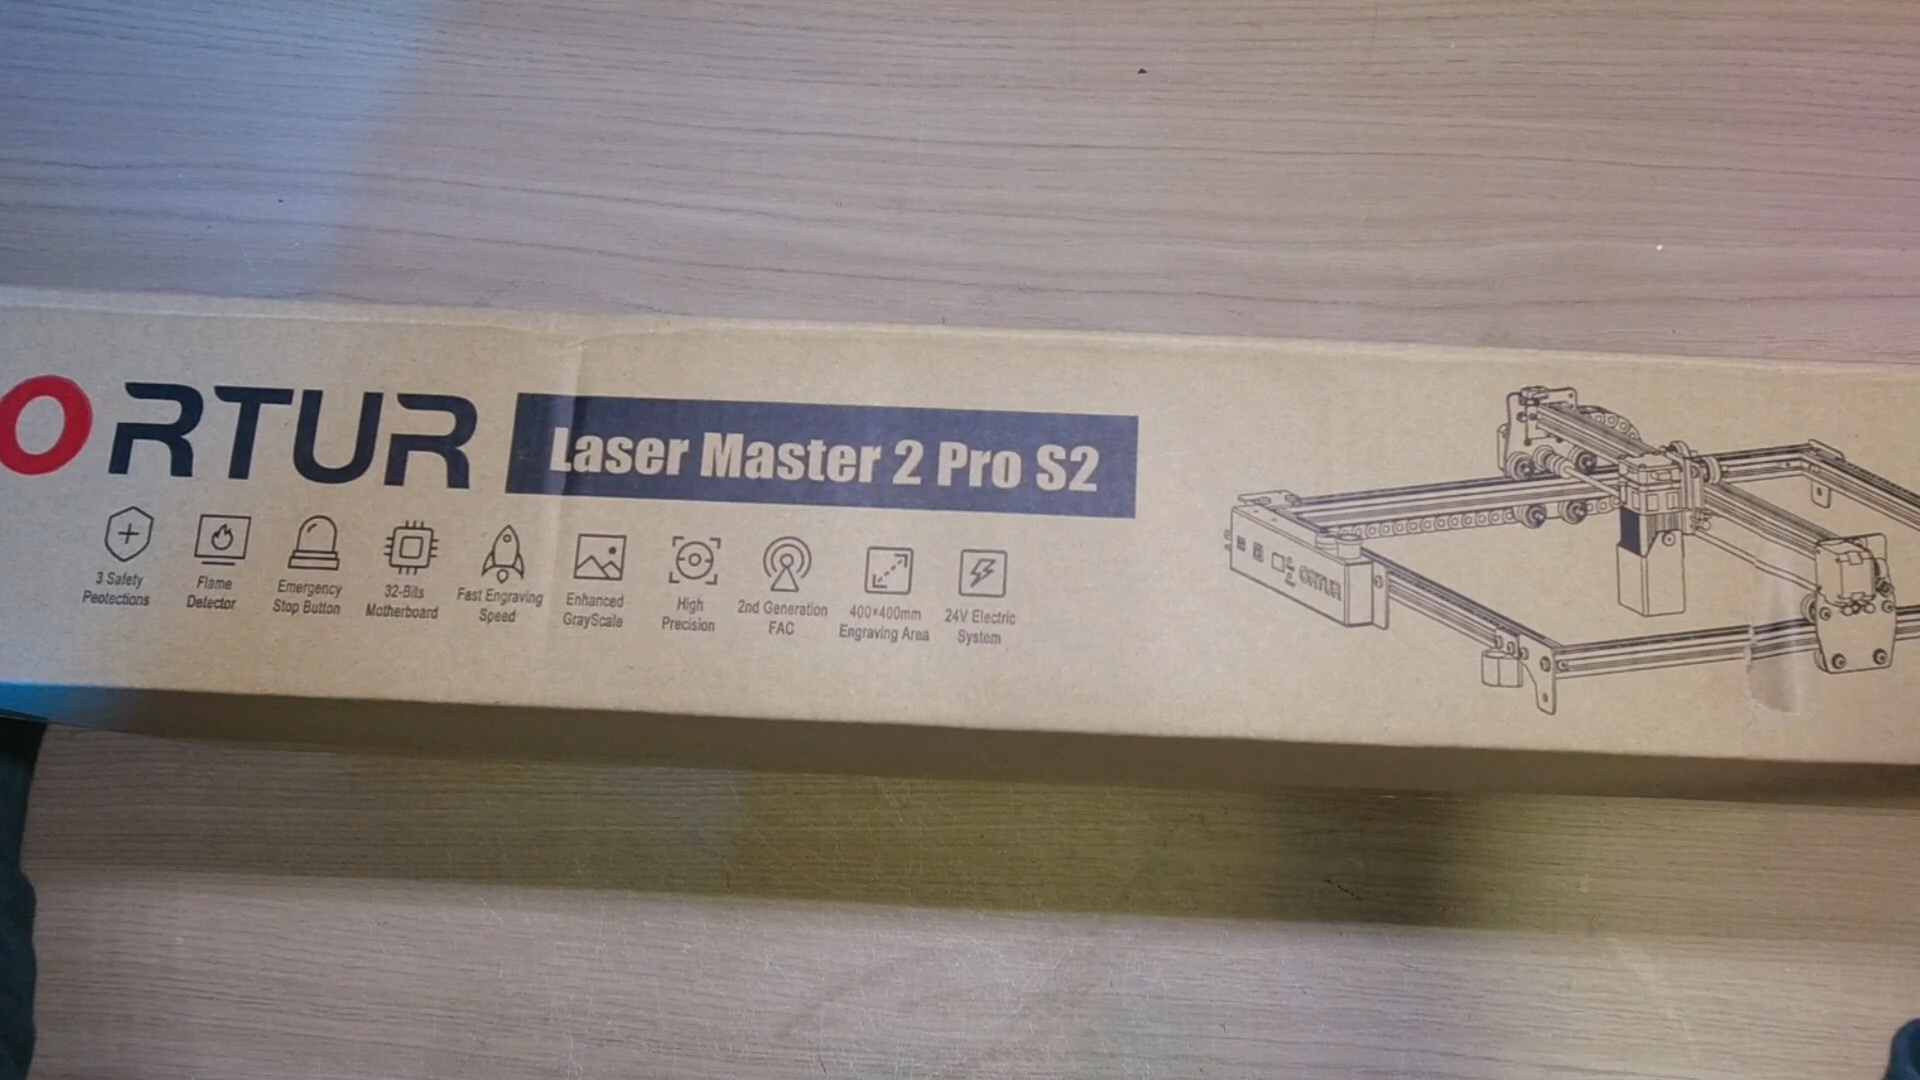 ORTUR
Laser Master 2 Pro S2
3 Safety
Peotections
Flame
Detector
Emergency
Stop Button
32-Bits
Motherboard
Fast Engraving
Speed
Enhanced
GrayScale
High
Precision
2nd Generation
FAC
400×400mm
Engraving Area
24V Electric
System
ORTUR